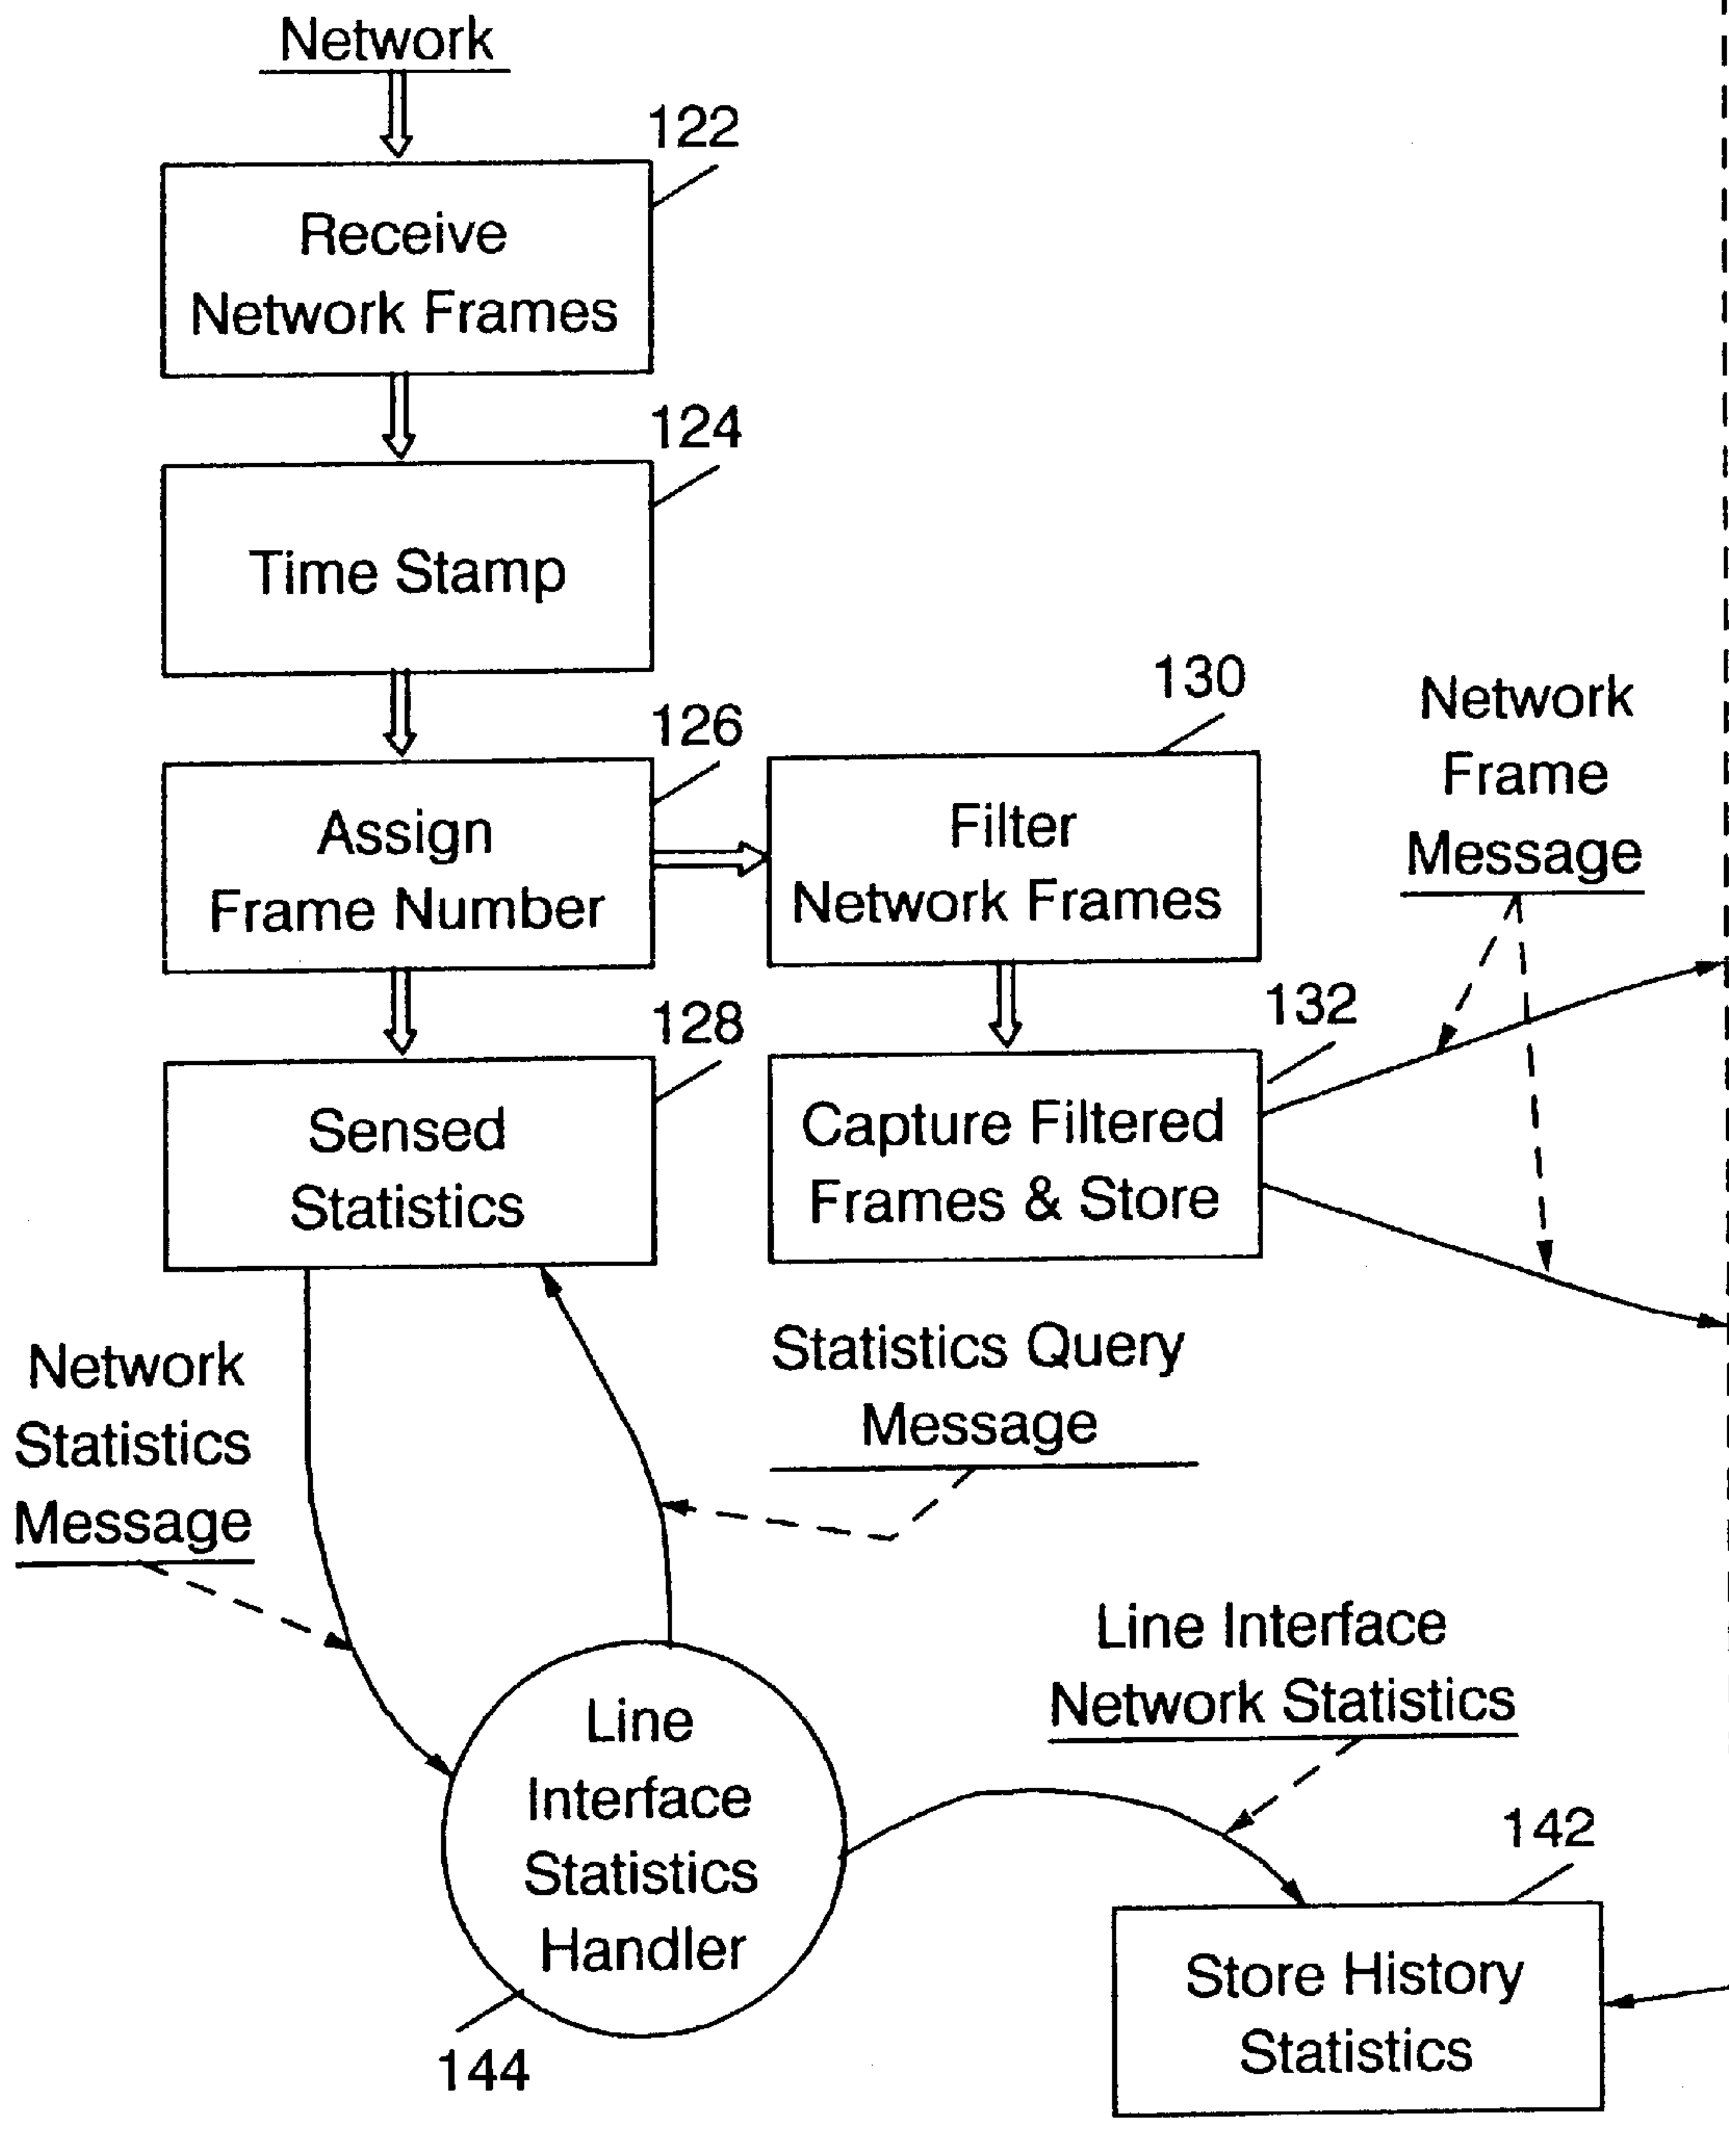 Network
122
Receive
Network Frames
124
Time Stamp
126
Assign
Frame Number
130
Filter
Network Frames
Network
Frame
Message
128
Sensed
Statistics
132
Capture Filtered
Frames & Store
Network
Statistics
Message
Statistics Query
Message
Line
Interface
Statistics
Handler
144
Line Interface
Network Statistics
142
Store History
Statistics